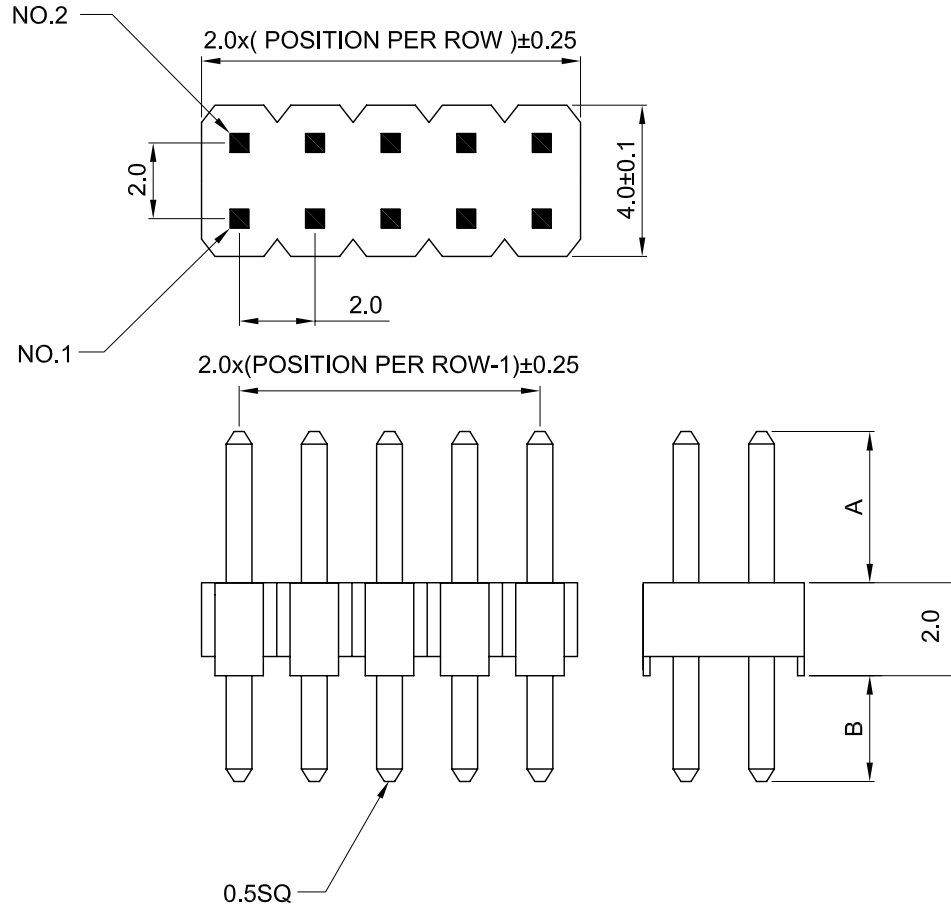 NO.2
2.0x( POSITION PER ROW )±0.25
2.0
4.0±0.1
2.0
NO.1
2.0x(POSITION PER ROW-1)±0.25
A
2.0
B
0.5SQ